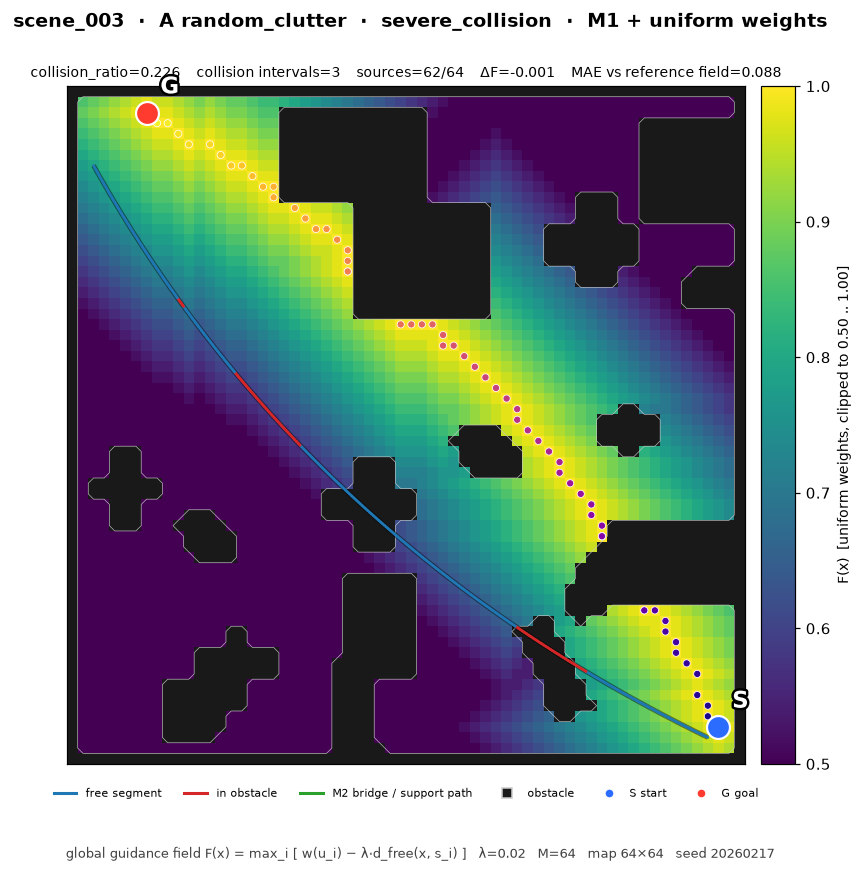 scene_003 · A random_clutter · severe_collision · M1 + uniform weights
collision_ratio=0.226 collision intervals=3 sources=62/64 ΔF=-0.001 MAE vs reference field=0.088
G
S
1.0
0.9
0.8
0.7
0.6
0.5
F(x) [uniform weights, clipped to 0.50 .. 1.00]
free segment
in obstacle
M2 bridge / support path
obstacle
S start
G goal
global guidance field F(x) = max_i [ w(u_i) − λ·d_free(x, s_i) ] λ=0.02 M=64 map 64×64 seed 20260217